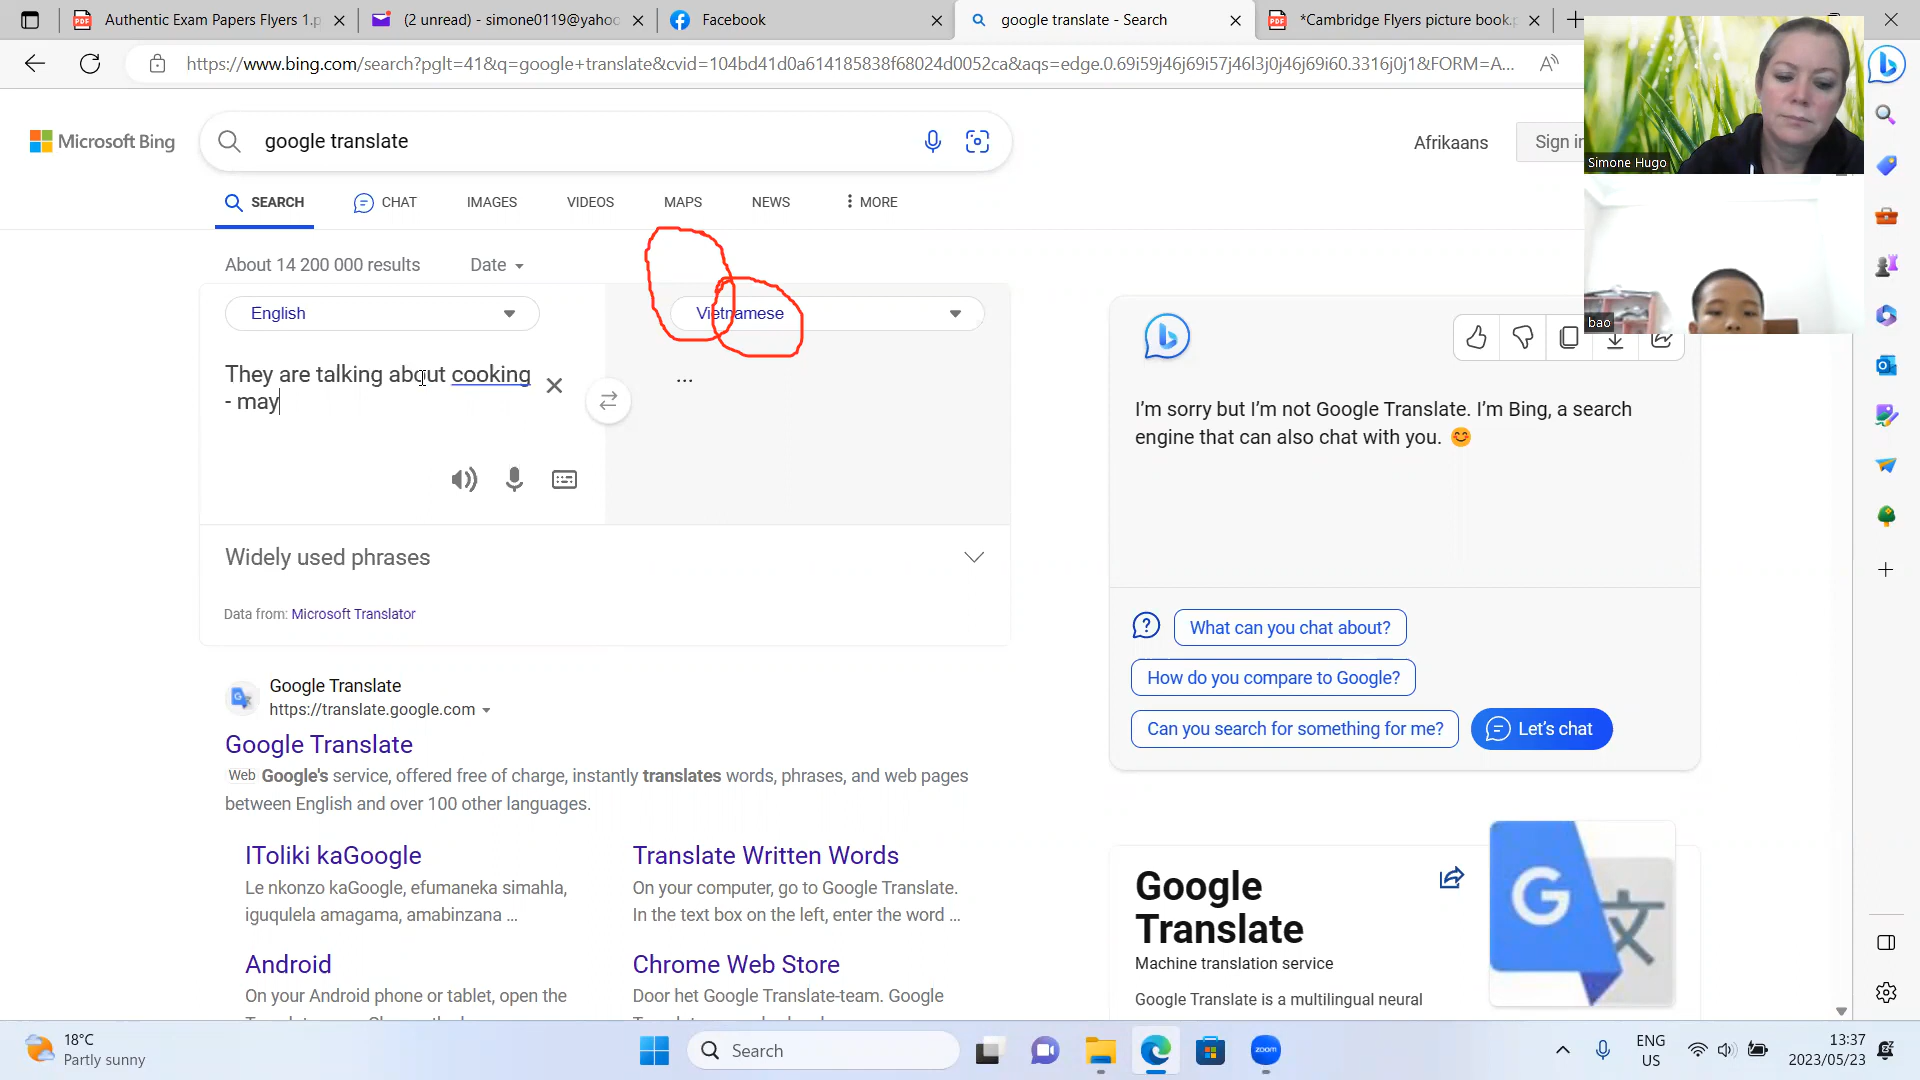 Authentic Exam Papers Flyers 1.p
(2 unread) - simone0119@yahoo
Facebook
google translate - Search
*Cambridge Flyers picture book.p
https://www.bing.com/search?pglt=41&q=google+translate&cvid=104bd41d0a614185838f68024d0052ca&aqs=edge.0.69i59j46j69i57j46l3j0j46j69i60.3316j0j1&FORM=A...
Simone Hugo
Microsoft Bing
google translate
Afrikaans
Sign in
SEARCH
CHAT
IMAGES
VIDEOS
MAPS
NEWS
MORE
About 14 200 000 results
Date
English
Vietnamese
bao
They are talking about cooking
- may
...
I'm sorry but I'm not Google Translate. I'm Bing, a search
engine that can also chat with you. 😊
Widely used phrases
Data from: Microsoft Translator
What can you chat about?
How do you compare to Google?
Can you search for something for me?
Let's chat
Google Translate
https://translate.google.com
Google Translate
Web Google's service, offered free of charge, instantly translates words, phrases, and web pages
between English and over 100 other languages.
IToliki kaGoogle
Le nkonzo kaGoogle, efumaneka simahla,
iguqulela amagama, amabinzana ...
Translate Written Words
On your computer, go to Google Translate.
In the text box on the left, enter the word ...
Android
On your Android phone or tablet, open the
Chrome Web Store
Door het Google Translate-team. Google
Google
Translate
Machine translation service
Google Translate is a multilingual neural
18°C
Partly sunny
Search
zoom
ENG
US
13:37
2023/05/23